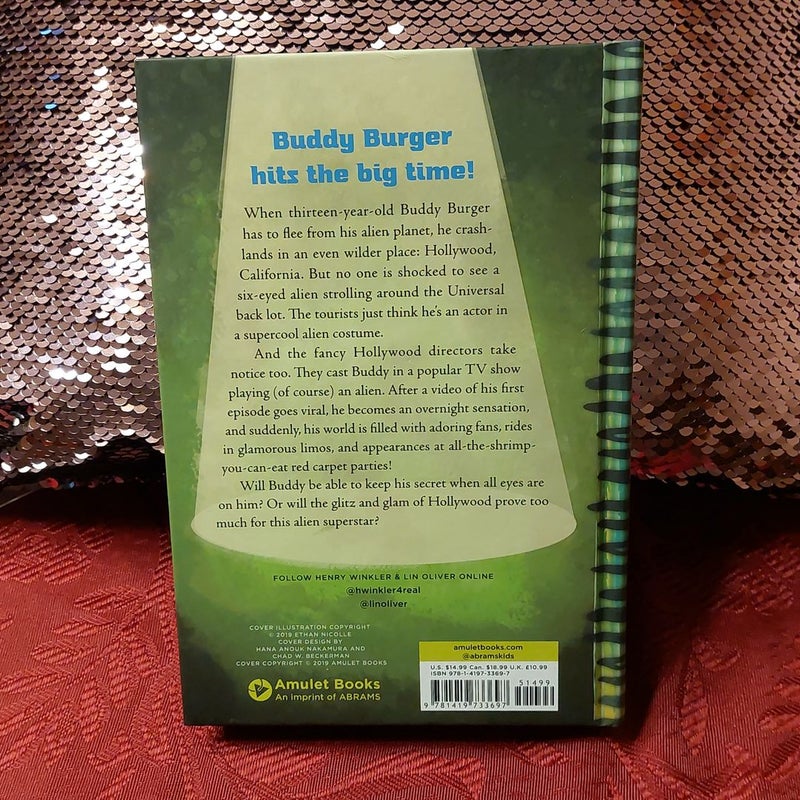 Buddy Burger
hits the big time!
When thirteen-year-old Buddy Burger
has to flee from his alien planet, he crash-
lands in an even wilder place: Hollywood,
California. But no one is shocked to see a
six-eyed alien strolling around the Universal
back lot. The tourists just think he's an actor in
a supercool alien costume.
And the fancy Hollywood directors take
notice too. They cast Buddy in a popular TV show
playing (of course) an alien. After a video of his first
episode goes viral, he becomes an overnight sensation,
and suddenly, his world is filled with adoring fans, rides
in glamorous limos, and appearances at all-the-shrimp-
you-can-eat red carpet parties!
Will Buddy be able to keep his secret when all eyes are
on him? Or will the glitz and glam of Hollywood prove too
much for this alien superstar?
FOLLOW HENRY WINKLER & LIN OLIVER ONLINE
@hwinkler4real
@linoliver
COVER ILLUSTRATION COPYRIGHT
© 2019 ETHAN NICOLLE
COVER DESIGN BY
HANA ANOUK NAKAMURA AND
CHAD W. BECKERMAN
COVER COPYRIGHT © 2019 AMULET BOOKS
Amulet Books
An imprint of ABRAMS
amuletbooks.com
@abramskids
U.S. $14.99 Can. $18.99 U.K. £10.99
ISBN 978-1-4197-3369-7
51499
9 781419 733697